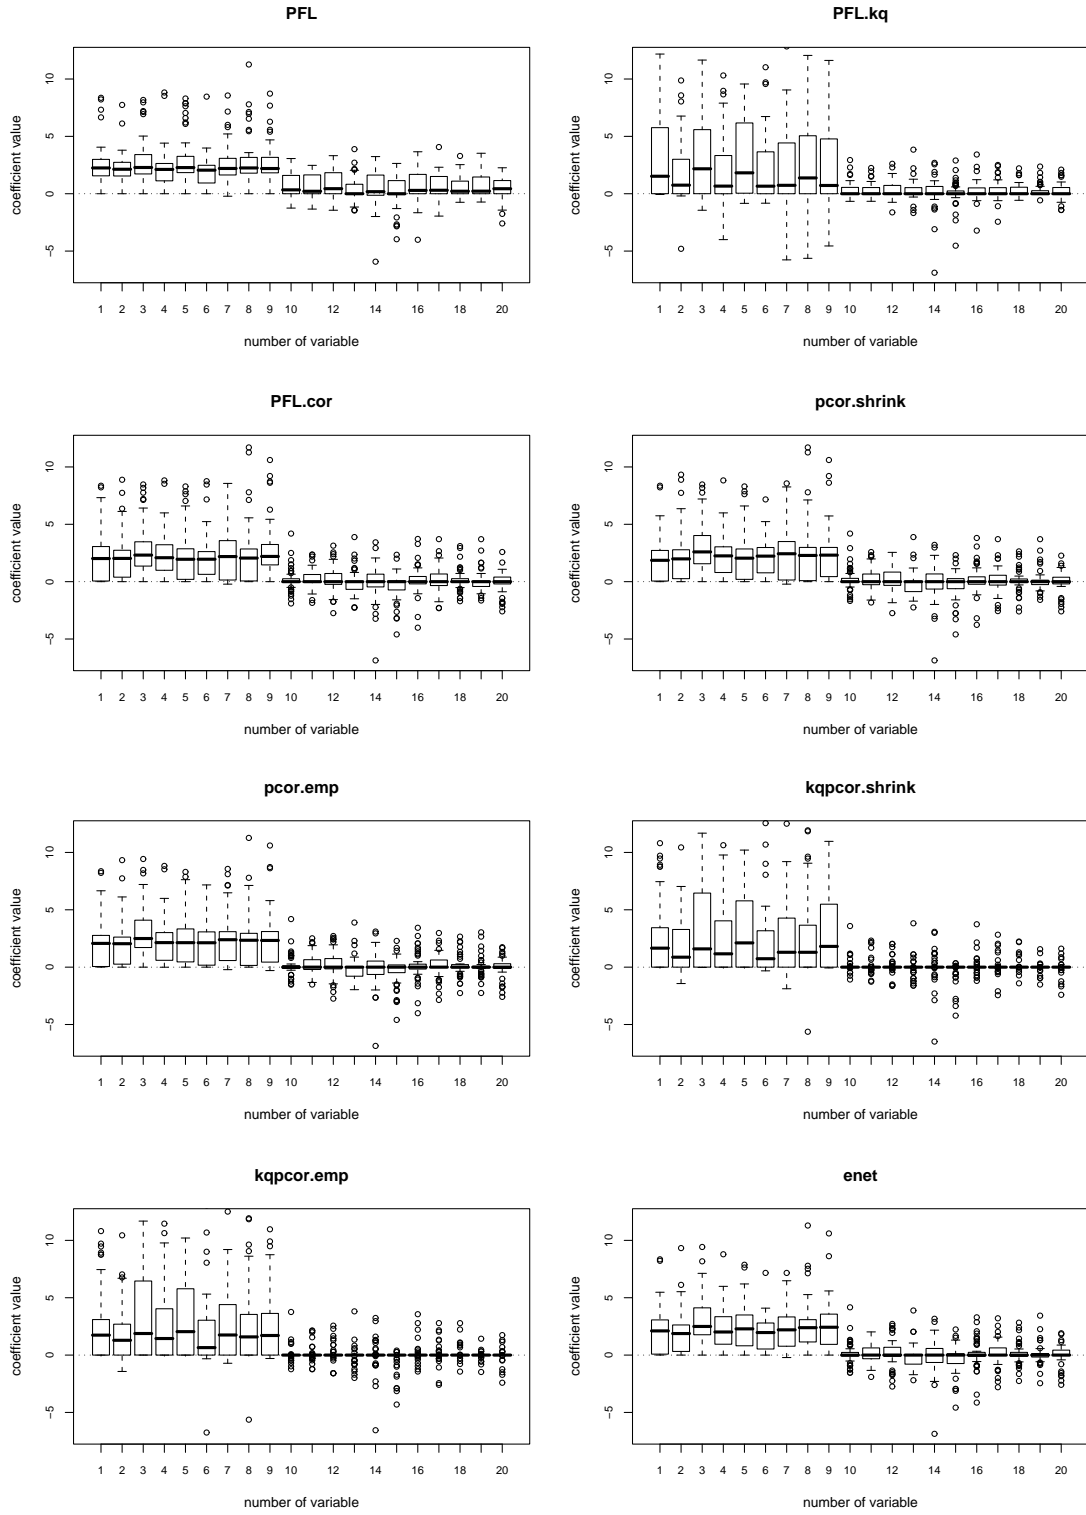 PFL
PFL.kq
coefficient value
-5 0 5 10
1 2 3 4 5 6 7 8 9 10 12 14 16 18 20
number of variable
coefficient value
-5 0 5 10
1 2 3 4 5 6 7 8 9 10 12 14 16 18 20
number of variable
PFL.cor
pcor.shrink
coefficient value
-5 0 5 10
1 2 3 4 5 6 7 8 9 10 12 14 16 18 20
number of variable
coefficient value
-5 0 5 10
1 2 3 4 5 6 7 8 9 10 12 14 16 18 20
number of variable
pcor.emp
kqpcor.shrink
coefficient value
-5 0 5 10
1 2 3 4 5 6 7 8 9 10 12 14 16 18 20
number of variable
coefficient value
-5 0 5 10
1 2 3 4 5 6 7 8 9 10 12 14 16 18 20
number of variable
kqpcor.emp
enet
coefficient value
-5 0 5 10
1 2 3 4 5 6 7 8 9 10 12 14 16 18 20
number of variable
coefficient value
-5 0 5 10
1 2 3 4 5 6 7 8 9 10 12 14 16 18 20
number of variable